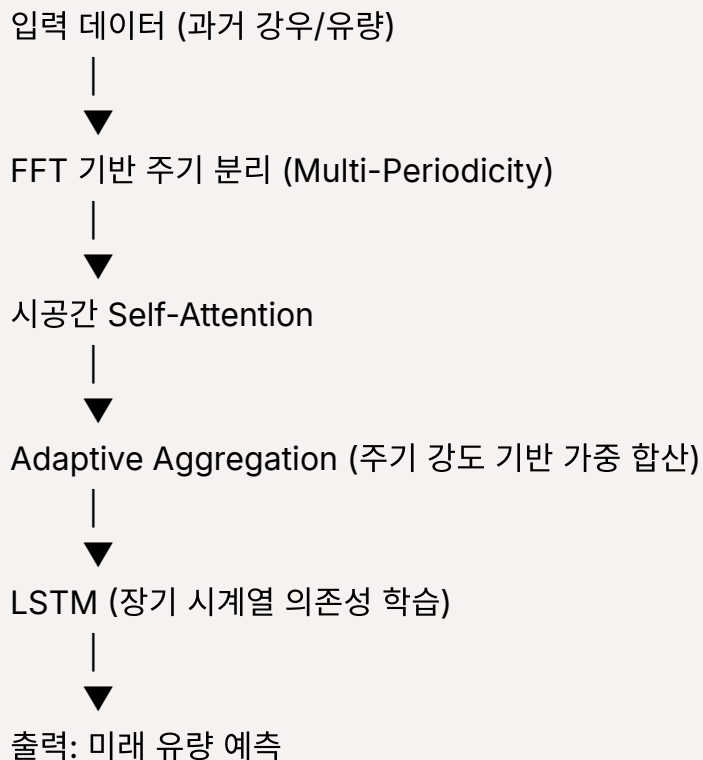 입력 데이터 (과거 강우/유량)
│
▼
FFT 기반 주기 분리 (Multi-Periodicity)
│
▼
시공간 Self-Attention
│
▼
Adaptive Aggregation (주기 강도 기반 가중 합산)
│
▼
LSTM (장기 시계열 의존성 학습)
│
▼
출력: 미래 유량 예측